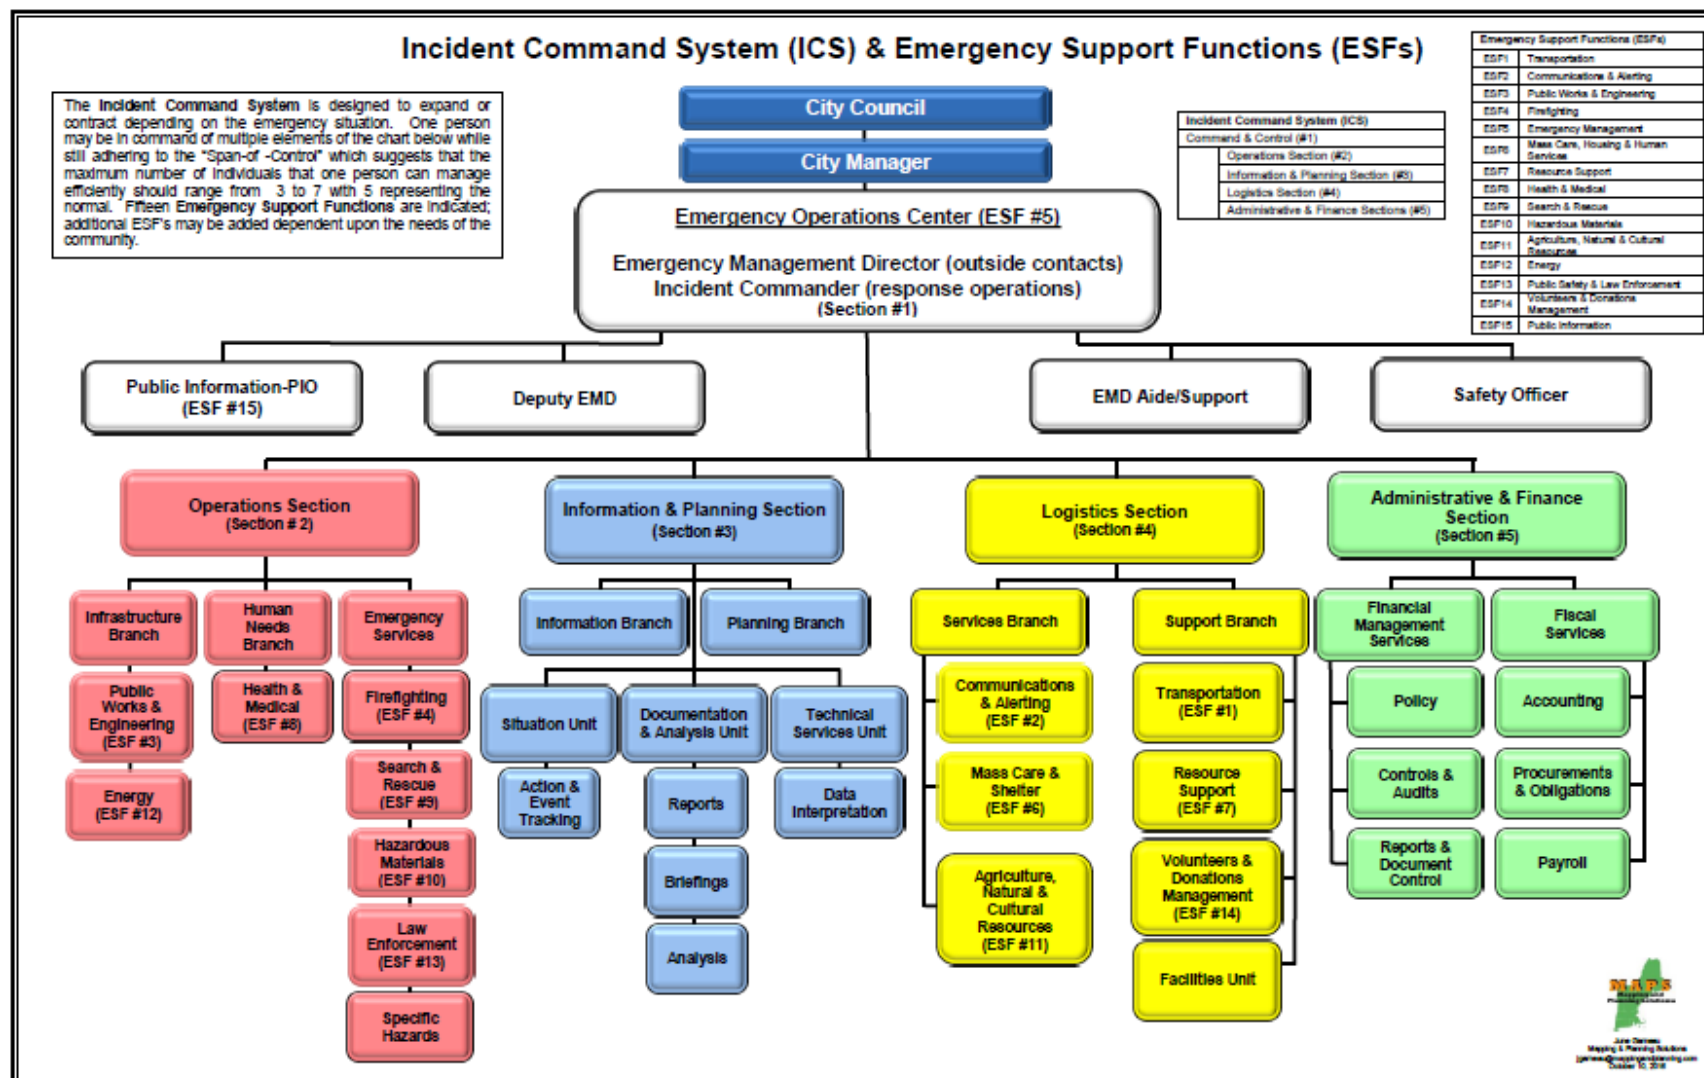 Incident Command System (ICS) & Emergency Support Functions (ESFs)
The Incident Command System is designed to expand or
contract depending on the emergency situation. One person
may be in command of multiple elements of the chart below while
still adhering to the "Span-of -Control" which suggests that the
maximum number of individuals that one person can manage
efficiently should range from 3 to 7 with 5 representing the
normal. Fifteen Emergency Support Functions are indicated;
additional ESF's may be added dependent upon the needs of the
community.
City Council
City Manager
Emergency Operations Center (ESF #5)
Emergency Management Director (outside contacts)
Incident Commander (response operations)
(Section #1)
Incident Command System (ICS)
Command & Control (#1)
Operations Section (#2)
Information & Planning Section (#3)
Logistics Section (#4)
Administrative & Finance Sections (#5)
Emergency Support Functions (ESFs)
ESF1 Transportation
ESF2 Communications & Alerting
ESF3 Public Works & Engineering
ESF4 Firefighting
ESF5 Emergency Management
ESF6 Mass Care, Housing & Human
Services
ESF7 Resource Support
ESF8 Health & Medical
ESF9 Search & Rescue
ESF10 Hazardous Materials
ESF11 Agriculture, Natural & Cultural
Resources
ESF12 Energy
ESF13 Public Safety & Law Enforcement
ESF14 Volunteers & Donations
Management
ESF15 Public Information
Public Information-PIO
(ESF #15)
Deputy EMD
EMD Aide/Support
Safety Officer
Operations Section
(Section # 2)
Information & Planning Section
(Section #3)
Logistics Section
(Section #4)
Administrative & Finance
Section
(Section #5)
Infrastructure
Branch
Human
Needs
Branch
Emergency
Services
Public
Works &
Engineering
(ESF #3)
Health &
Medical
(ESF #8)
Firefighting
(ESF #4)
Energy
(ESF #12)
Search &
Rescue
(ESF #9)
Hazardous
Materials
(ESF #10)
Law
Enforcement
(ESF #13)
Specific
Hazards
Information Branch
Planning Branch
Situation Unit
Documentation
& Analysis Unit
Technical
Services Unit
Action &
Event
Tracking
Reports
Data
Interpretation
Briefings
Analysis
Services Branch
Support Branch
Communications
& Alerting
(ESF #2)
Transportation
(ESF #1)
Mass Care &
Shelter
(ESF #6)
Resource
Support
(ESF #7)
Agriculture,
Natural &
Cultural
Resources
(ESF #11)
Volunteers &
Donations
Management
(ESF #14)
Facilities Unit
Financial
Management
Services
Fiscal
Services
Policy
Accounting
Controls &
Audits
Procurements
& Obligations
Reports &
Document
Control
Payroll
MAPS
Mapping and
Planning Solutions
June Garneau
Mapping & Planning Solutions
October 10, 2016